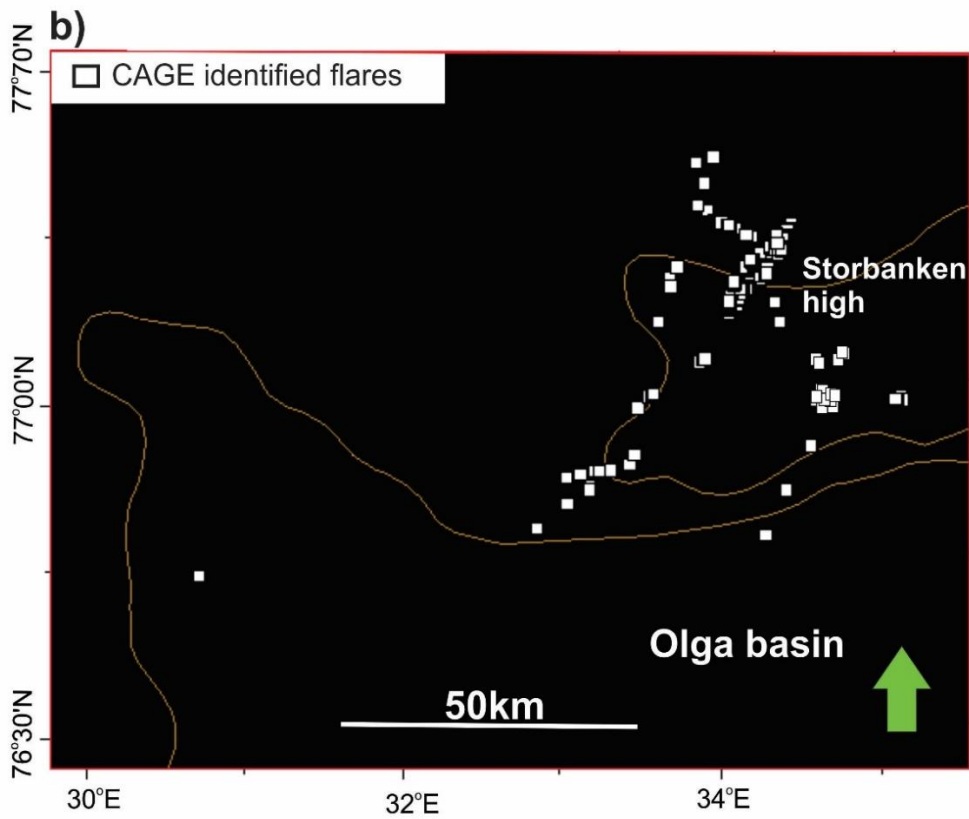 b)
CAGE identified flares
77°70'N
77°00'N
76°30'N
Storbanken
high
Olga basin
50km
30°E
32°E
34°E